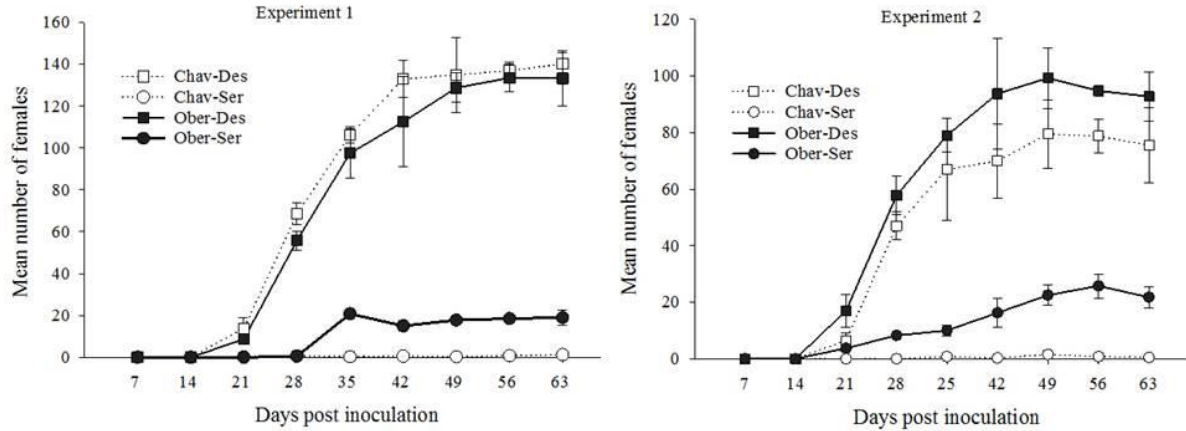 Experiment 1
160
140
120
100
80
60
40
20
0
Mean number of females
Chav-Des
Chav-Ser
Ober-Des
Ober-Ser
7 14 21 28 35 42 49 56 63
Days post inoculation
Experiment 2
120
100
80
60
40
20
0
Mean number of females
Chav-Des
Chav-Ser
Ober-Des
Ober-Ser
7 14 21 28 25 42 49 56 63
Days post inoculation